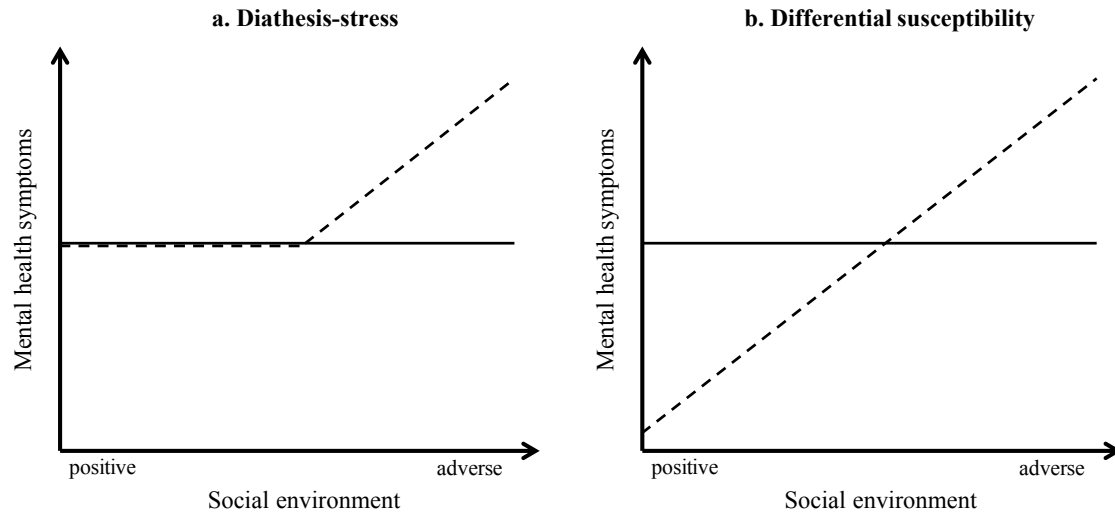 a. Diathesis-stress
Mental health symptoms
positive
adverse
Social environment
b. Differential susceptibility
Mental health symptoms
positive
adverse
Social environment